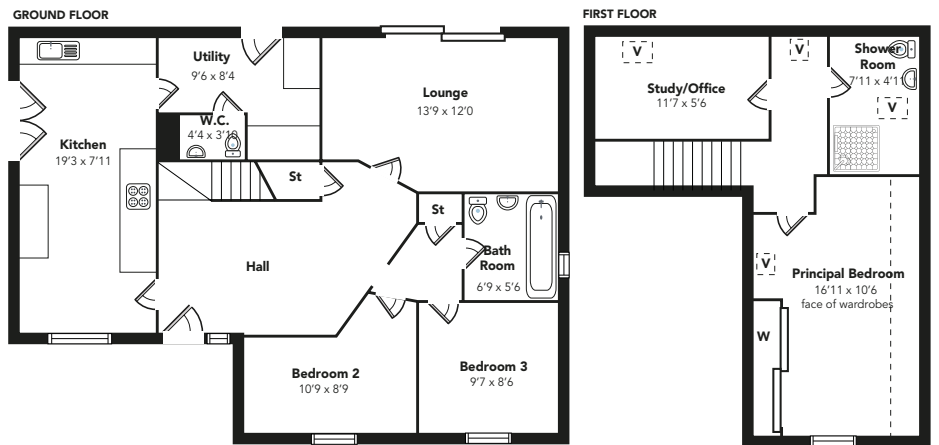 GROUND FLOOR
Utility
9'6 x 8'4
Lounge
13'9 x 12'0
W.C.
4'4 x 3'10
Kitchen
19'3 x 7'11
St
St
Hall
Bath
Room
6'9 x 5'6
Bedroom 2
10'9 x 8'9
Bedroom 3
9'7 x 8'6
FIRST FLOOR
V
V
Shower
Room
7'11 x 4'11
V
Study/Office
11'7 x 5'6
V
Principal Bedroom
16'11 x 10'6
face of wardrobes
W